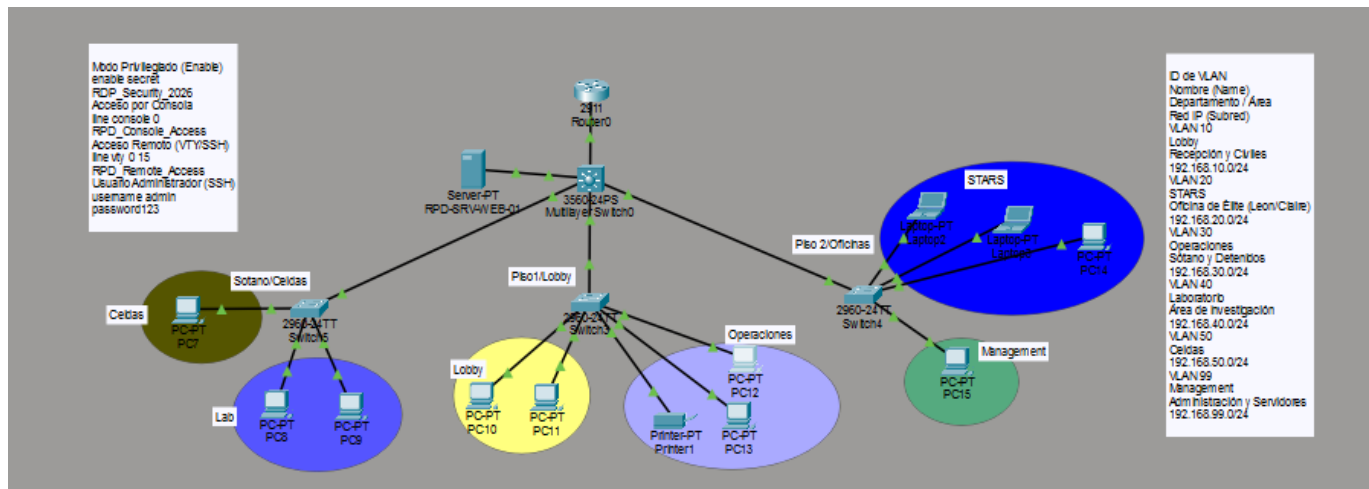 Modo Privilegiado (Enable)
enable secret
RDP_Security_2026
Acceso por Consola
line console 0
RPD_Console_Access
Acceso Remoto (VTY/SSH)
line vty 0 15
RPD_Remote_Access
Usuario Administrador (SSH)
username admin
password123
2911
Router0
Server-PT
RPD-SRV-WEB-01
3560-24PS
Multilayer Switch0
STARS
Laptop-PT
Laptop2
Laptop-PT
PC-PT
PC14
Piso 2/Oficinas
2960-24TT
Switch4
Management
PC-PT
PC15
Sotano/Celdas
Celdas
PC-PT
PC7
2960-24TT
Switch5
Lab
PC-PT
PC8
PC-PT
PC9
Piso1/Lobby
2960-24TT
Switch3
Lobby
PC-PT
PC10
PC-PT
PC11
Operaciones
PC-PT
PC12
Printer-PT
Printer1
PC-PT
PC13
ID de VLAN
Nombre (Name)
Departamento / Área
Red IP (Subred)
VLAN 10
Lobby
Recepción y Civiles
192.168.10.0/24
VLAN 20
STARS
Oficina de Élite (Leon/Claire)
192.168.20.0/24
VLAN 30
Operaciones
Sótano y Detenidos
192.168.30.0/24
VLAN 40
Laboratorio
Área de Investigación
192.168.40.0/24
VLAN 50
Celdas
192.168.50.0/24
VLAN 99
Management
Administración y Servidores
192.168.99.0/24